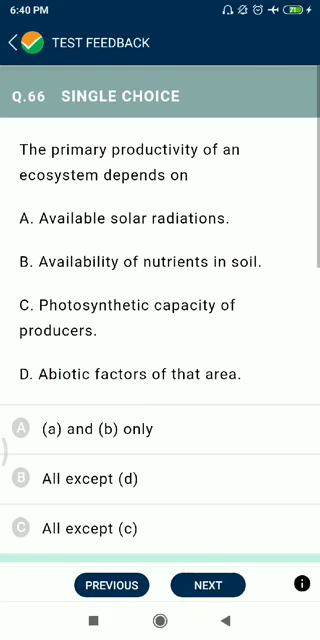 6:40 PM
71
TEST FEEDBACK
Q.66 SINGLE CHOICE
The primary productivity of an
ecosystem depends on
A. Available solar radiations.
B. Availability of nutrients in soil.
C. Photosynthetic capacity of
producers.
D. Abiotic factors of that area.
A (a) and (b) only
B All except (d)
C All except (c)
PREVIOUS NEXT